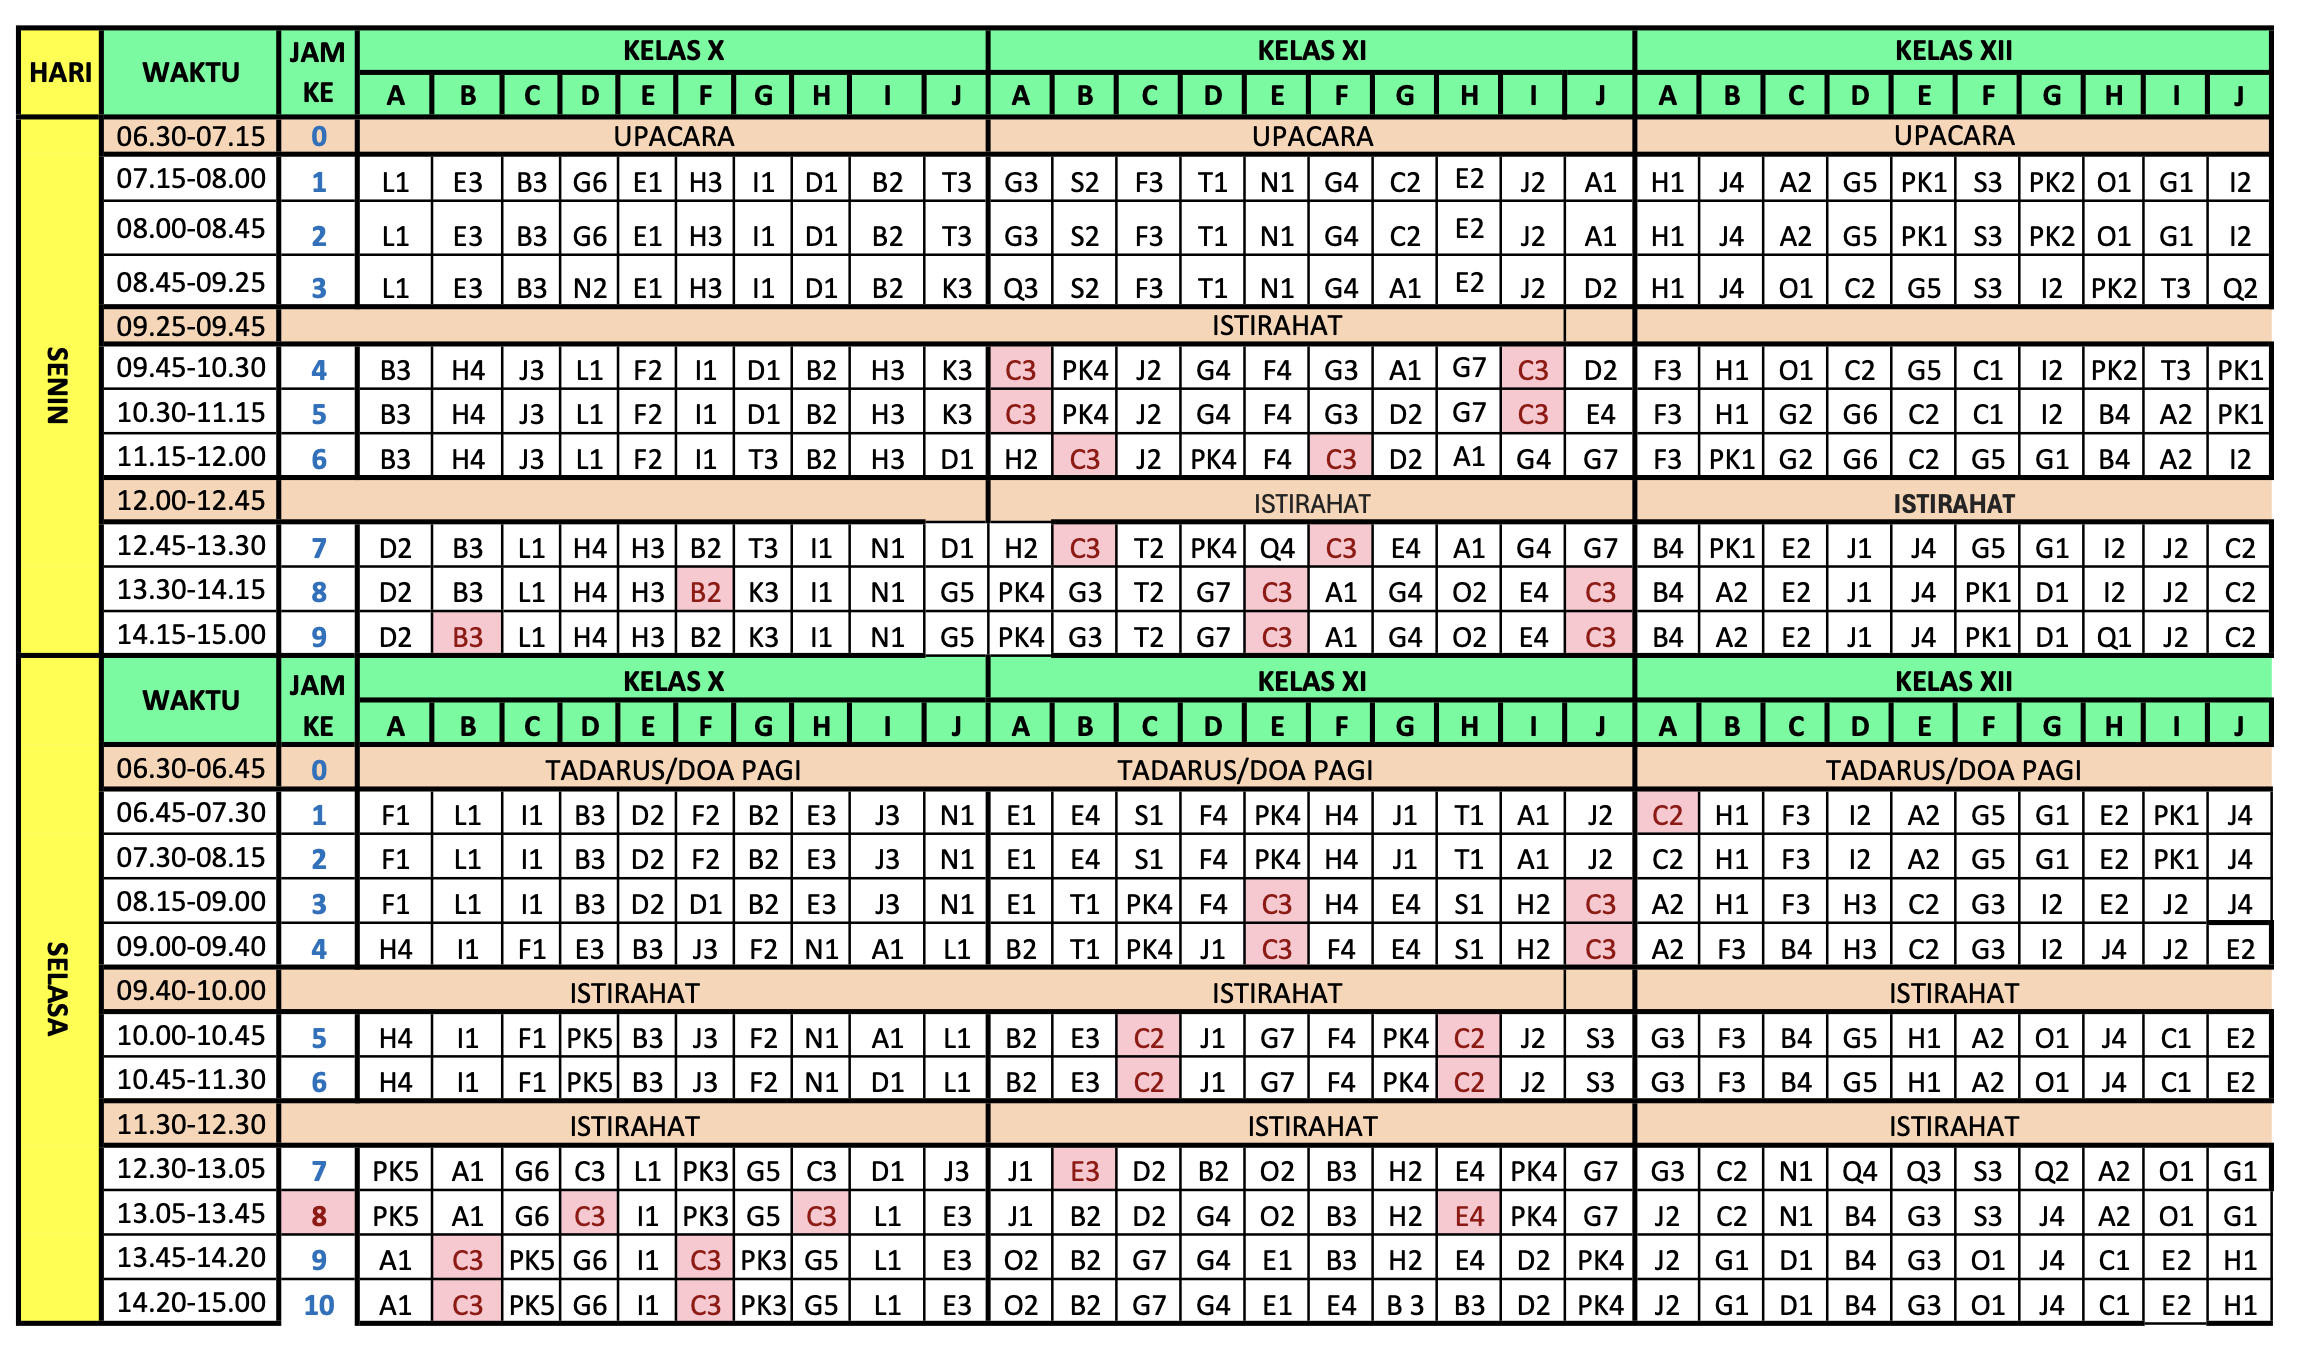 HARI WAKTU JAM KE KELAS X KELAS XI KELAS XII
A B C D E F G H I J A B C D E F G H I J A B C D E F G H I J
SENIN
06.30-07.15 0 UPACARA UPACARA UPACARA
07.15-08.00 1 L1 E3 B3 G6 E1 H3 I1 D1 B2 T3 G3 S2 F3 T1 N1 G4 C2 E2 J2 A1 H1 J4 A2 G5 PK1 S3 PK2 O1 G1 I2
08.00-08.45 2 L1 E3 B3 G6 E1 H3 I1 D1 B2 T3 G3 S2 F3 T1 N1 G4 C2 E2 J2 A1 H1 J4 A2 G5 PK1 S3 PK2 O1 G1 I2
08.45-09.25 3 L1 E3 B3 N2 E1 H3 I1 D1 B2 K3 Q3 S2 F3 T1 N1 G4 A1 E2 J2 D2 H1 J4 O1 C2 G5 S3 I2 PK2 T3 Q2
09.25-09.45 ISTIRAHAT
09.45-10.30 4 B3 H4 J3 L1 F2 I1 D1 B2 H3 K3 C3 PK4 J2 G4 F4 G3 A1 G7 C3 D2 F3 H1 O1 C2 G5 C1 I2 PK2 T3 PK1
10.30-11.15 5 B3 H4 J3 L1 F2 I1 D1 B2 H3 K3 C3 PK4 J2 G4 F4 G3 D2 G7 C3 E4 F3 H1 G2 G6 C2 C1 I2 B4 A2 PK1
11.15-12.00 6 B3 H4 J3 L1 F2 I1 T3 B2 H3 D1 H2 C3 J2 PK4 F4 C3 D2 A1 G4 G7 F3 PK1 G2 G6 C2 G5 G1 B4 A2 I2
12.00-12.45 ISTIRAHAT ISTIRAHAT
12.45-13.30 7 D2 B3 L1 H4 H3 B2 T3 I1 N1 D1 H2 C3 T2 PK4 Q4 C3 E4 A1 G4 G7 B4 PK1 E2 J1 J4 G5 G1 I2 J2 C2
13.30-14.15 8 D2 B3 L1 H4 H3 B2 K3 I1 N1 G5 PK4 G3 T2 G7 C3 A1 G4 O2 E4 C3 B4 A2 E2 J1 J4 PK1 D1 I2 J2 C2
14.15-15.00 9 D2 B3 L1 H4 H3 B2 K3 I1 N1 G5 PK4 G3 T2 G7 C3 A1 G4 O2 E4 C3 B4 A2 E2 J1 J4 PK1 D1 Q1 J2 C2
WAKTU JAM KE KELAS X KELAS XI KELAS XII
A B C D E F G H I J A B C D E F G H I J A B C D E F G H I J
SELASA
06.30-06.45 0 TADARUS/DOA PAGI TADARUS/DOA PAGI TADARUS/DOA PAGI
06.45-07.30 1 F1 L1 I1 B3 D2 F2 B2 E3 J3 N1 E1 E4 S1 F4 PK4 H4 J1 T1 A1 J2 C2 H1 F3 I2 A2 G5 G1 E2 PK1 J4
07.30-08.15 2 F1 L1 I1 B3 D2 F2 B2 E3 J3 N1 E1 E4 S1 F4 PK4 H4 J1 T1 A1 J2 C2 H1 F3 I2 A2 G5 G1 E2 PK1 J4
08.15-09.00 3 F1 L1 I1 B3 D2 D1 B2 E3 J3 N1 E1 T1 PK4 F4 C3 H4 E4 S1 H2 C3 A2 H1 F3 H3 C2 G3 I2 E2 J2 J4
09.00-09.40 4 H4 I1 F1 E3 B3 J3 F2 N1 A1 L1 B2 T1 PK4 J1 C3 F4 E4 S1 H2 C3 A2 F3 B4 H3 C2 G3 I2 J4 J2 E2
09.40-10.00 ISTIRAHAT ISTIRAHAT ISTIRAHAT
10.00-10.45 5 H4 I1 F1 PK5 B3 J3 F2 N1 A1 L1 B2 E3 C2 J1 G7 F4 PK4 C2 J2 S3 G3 F3 B4 G5 H1 A2 O1 J4 C1 E2
10.45-11.30 6 H4 I1 F1 PK5 B3 J3 F2 N1 D1 L1 B2 E3 C2 J1 G7 F4 PK4 C2 J2 S3 G3 F3 B4 G5 H1 A2 O1 J4 C1 E2
11.30-12.30 ISTIRAHAT ISTIRAHAT ISTIRAHAT
12.30-13.05 7 PK5 A1 G6 C3 L1 PK3 G5 C3 D1 J3 J1 E3 D2 B2 O2 B3 H2 E4 PK4 G7 G3 C2 N1 Q4 Q3 S3 Q2 A2 O1 G1
13.05-13.45 8 PK5 A1 G6 C3 I1 PK3 G5 C3 L1 E3 J1 B2 D2 G4 O2 B3 H2 E4 PK4 G7 J2 C2 N1 B4 G3 S3 J4 A2 O1 G1
13.45-14.20 9 A1 C3 PK5 G6 I1 C3 PK3 G5 L1 E3 O2 B2 G7 G4 E1 B3 H2 E4 D2 PK4 J2 G1 D1 B4 G3 O1 J4 C1 E2 H1
14.20-15.00 10 A1 C3 PK5 G6 I1 C3 PK3 G5 L1 E3 O2 B2 G7 G4 E1 E4 B 3 B3 D2 PK4 J2 G1 D1 B4 G3 O1 J4 C1 E2 H1